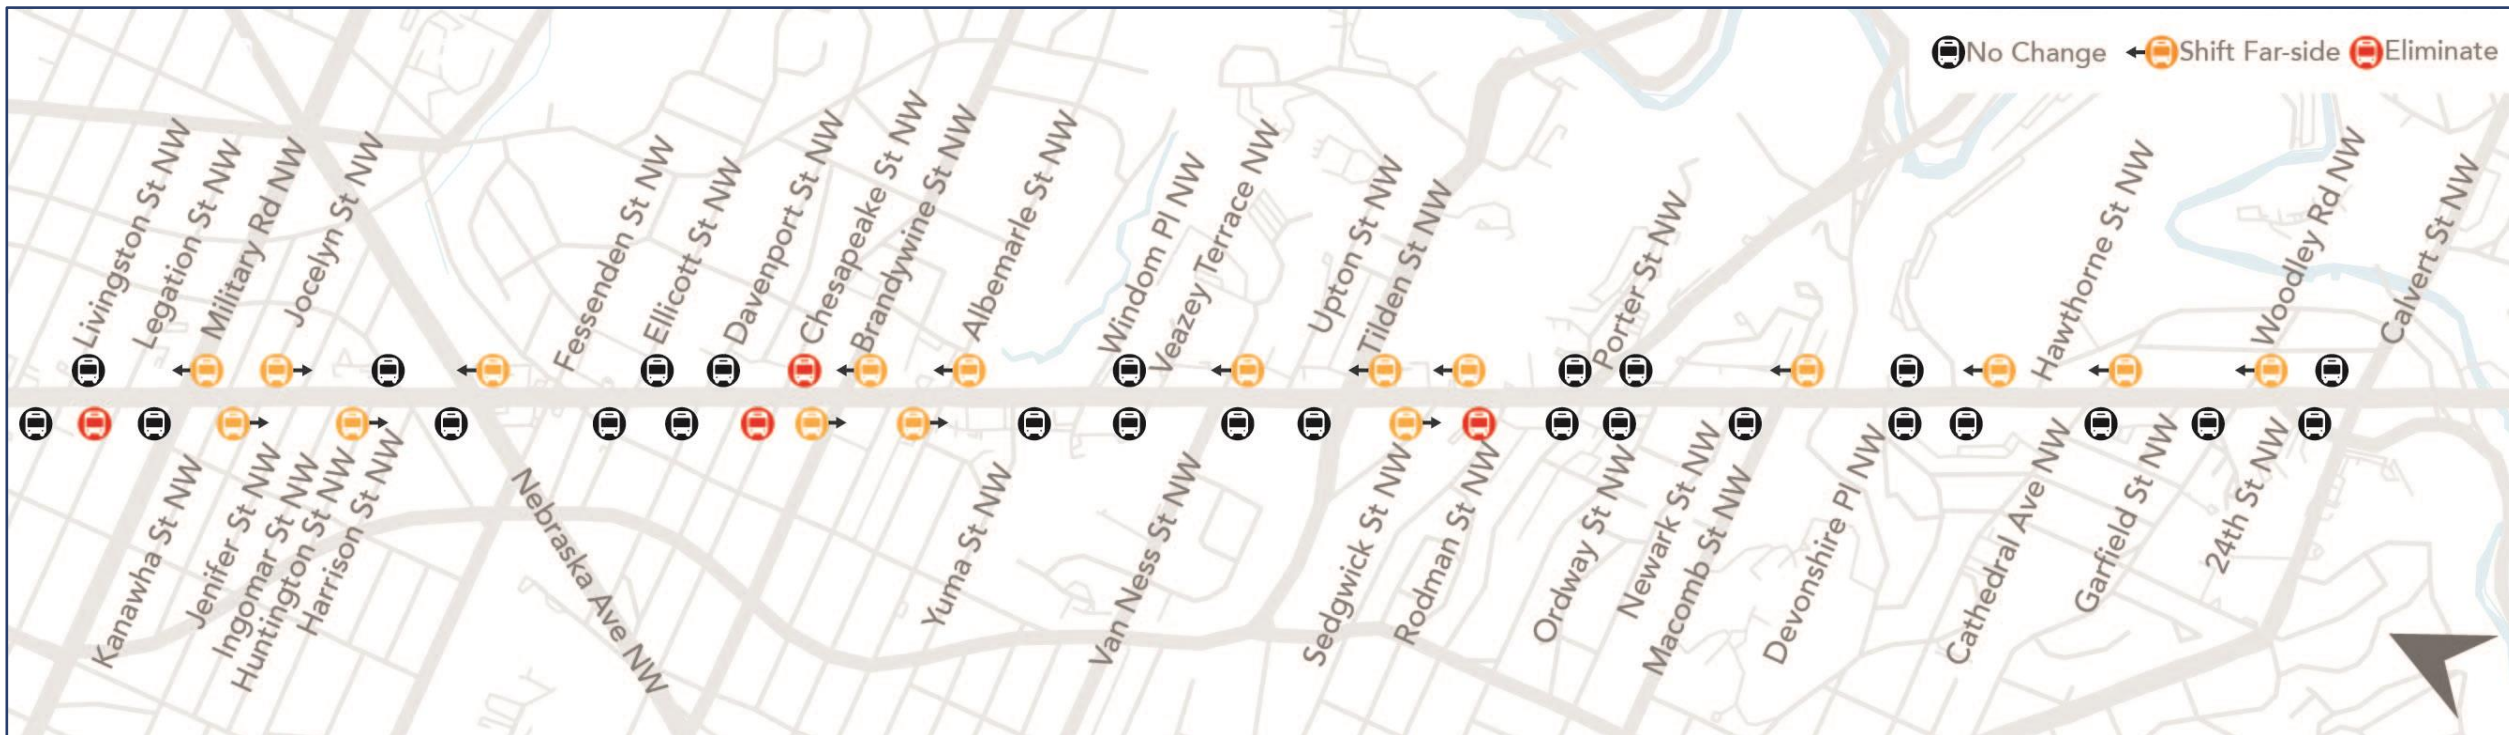 No Change
Shift Far-side
Eliminate
Livingston St NW
Legation St NW
Military Rd NW
Jocelyn St NW
Fessenden St NW
Ellicott St NW
Davenport St NW
Chesapeake St NW
Brandywine St NW
Albemarle St NW
Windom Pl NW
Veazey Terrace NW
Upton St NW
Tilden St NW
Porter St NW
Hawthorne St NW
Woodley Rd NW
Calvert St NW
Kanawha St NW
Jenifer St NW
Ingomar St NW
Huntington St NW
Harrison St NW
Nebraska Ave NW
Yuma St NW
Van Ness St NW
Sedgwick St NW
Rodman St NW
Ordway St NW
Newark St NW
Macomb St NW
Devonshire Pl NW
Cathedral Ave NW
Garfield St NW
24th St NW